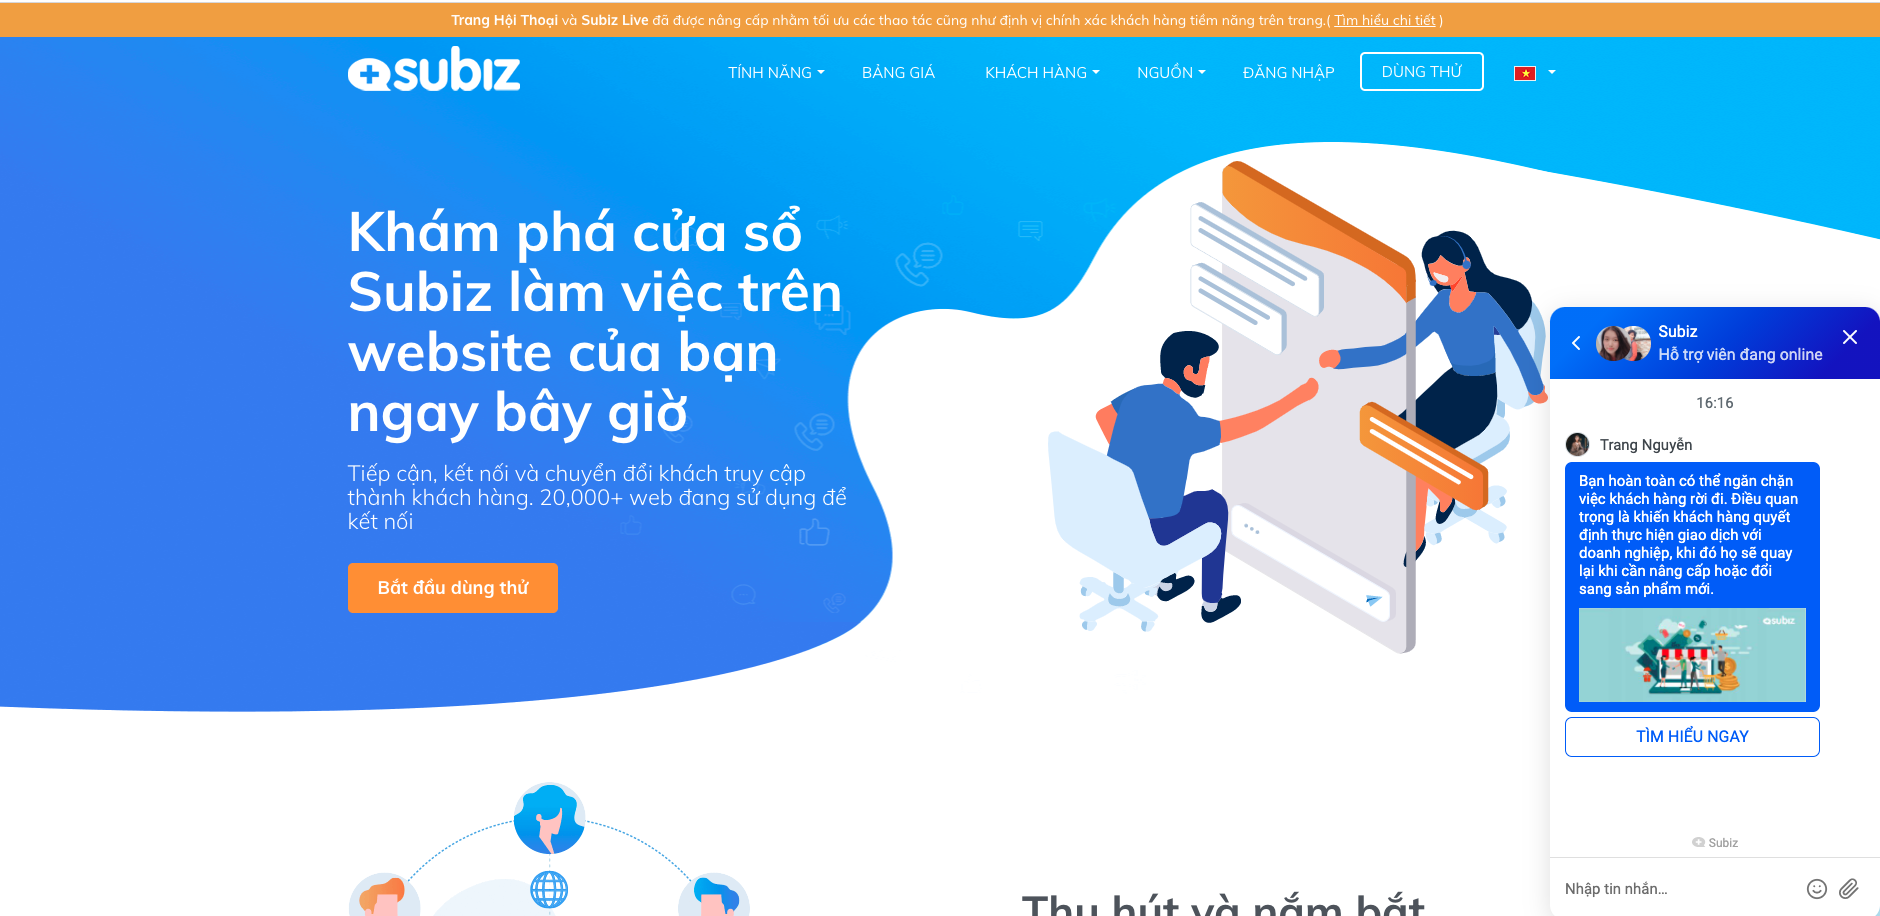 Trang Hội Thoại và Subiz Live đã được nâng cấp nhằm tối ưu các thao tác cũng như định vị chính xác khách hàng tiềm năng trên trang.( Tìm hiểu chi tiết )
subiz
TÍNH NĂNG
BẢNG GIÁ
KHÁCH HÀNG
NGUỒN
ĐĂNG NHẬP
DÙNG THỬ
Khám phá cửa sổ
Subiz làm việc trên
website của bạn
ngay bây giờ
Tiếp cận, kết nối và chuyển đổi khách truy cập
thành khách hàng. 20,000+ web đang sử dụng để
kết nối
Bắt đầu dùng thử
Subiz
Hỗ trợ viên đang online
16:16
Trang Nguyễn
Bạn hoàn toàn có thể ngăn chặn
việc khách hàng rời đi. Điều quan
trọng là khiến khách hàng quyết
định thực hiện giao dịch với
doanh nghiệp, khi đó họ sẽ quay
lại khi cần nâng cấp hoặc đổi
sang sản phẩm mới.
subiz
TÌM HIỂU NGAY
Subiz
Nhập tin nhắn...
Thu hút và nắm bắt